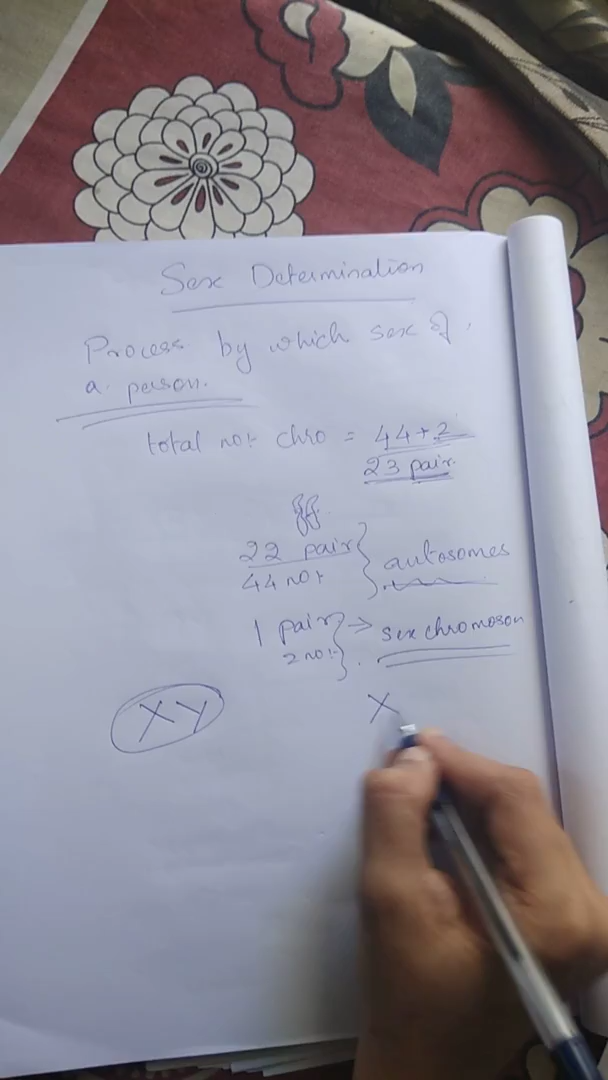 Sex Determination
Process by which sex of
a person.
total no:- chro = 44+2
23 pair.
22 pair } autosomes
44 no:-
1 pair } → sex chromoson
2 no:-
XY
X